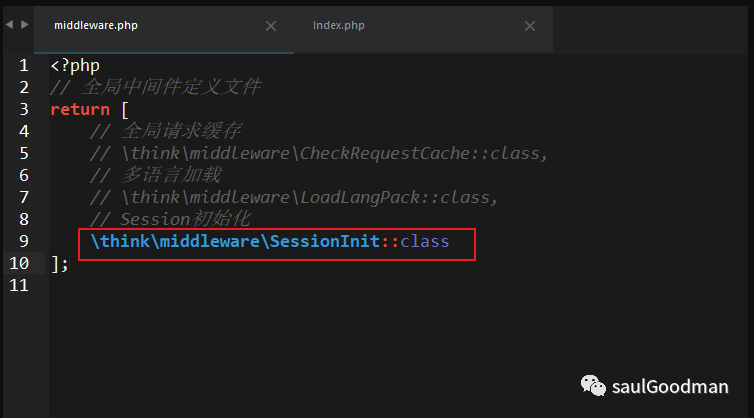 middleware.php
Index.php
1 <?php
2 // 全局中间件定义文件
3 return [
4 // 全局请求缓存
5 // \think\middleware\CheckRequestCache::class,
6 // 多语言加载
7 // \think\middleware\LoadLangPack::class,
8 // Session初始化
9 \think\middleware\SessionInit::class
10 ];
11
saulGoodman